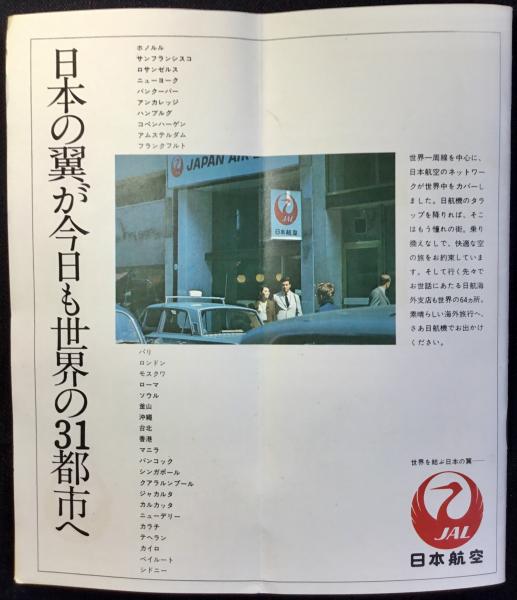 日本の翼が今日も世界の31都市へ
ホノルル
サンフランシスコ
ロサンゼルス
ニューヨーク
バンクーバー
アンカレッジ
ハンブルグ
コペンハーゲン
アムステルダム
フランクフルト
JAPAN AIR
JAL
日本航空
パリ
ロンドン
モスクワ
ローマ
ソウル
釜山
沖縄
台北
香港
マニラ
バンコック
シンガポール
クアラルンプール
ジャカルタ
カルカッタ
ニューデリー
カラチ
テヘラン
カイロ
ベイルート
シドニー
世界一周線を中心に、
日本航空のネットワー
クが世界中をカバーし
ました。日航機のタラ
ップを降りれば、そこ
はもう憧れの街。乗り
換えなしで、快適な空
の旅をお約束していま
す。そして行く先々で
お世話にあたる日航海
外支店も世界の64ヵ所。
素晴らしい海外旅行へ、
さあ日航機でお出かけ
ください。
世界を結ぶ日本の翼──
JAL
日本航空